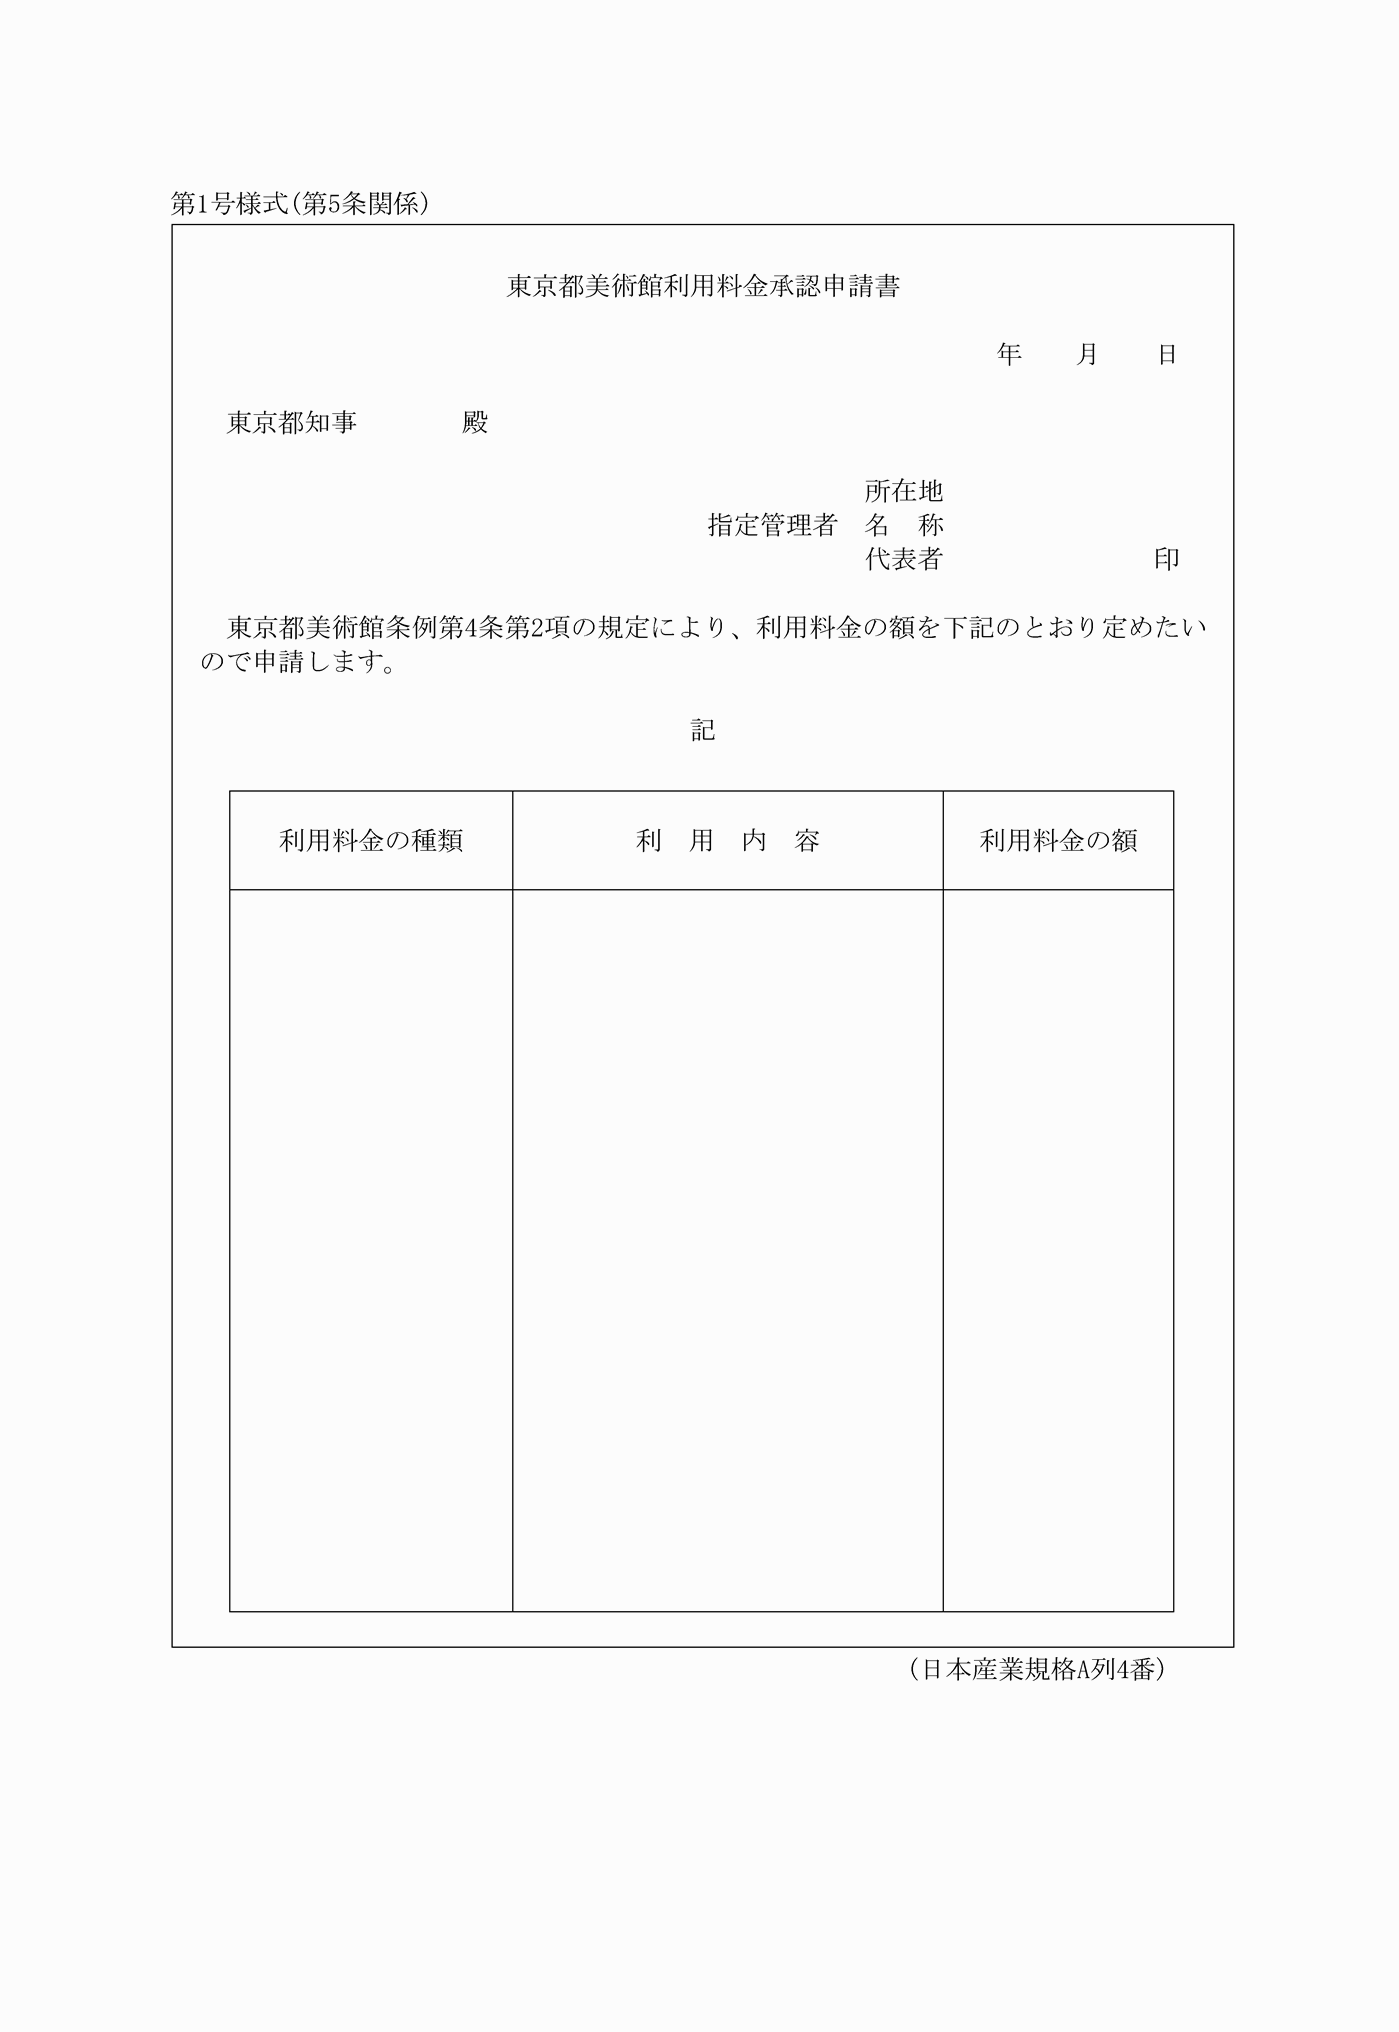 第1号様式(第5条関係)
東京都美術館利用料金承認申請書
年　　月　　日
東京都知事　　　　殿
所在地
指定管理者　名　称
代表者　　　　　　　　印
東京都美術館条例第4条第2項の規定により、利用料金の額を下記のとおり定めたい
ので申請します。
記
利用料金の種類　利　用　内　容　利用料金の額
(日本産業規格A列4番)